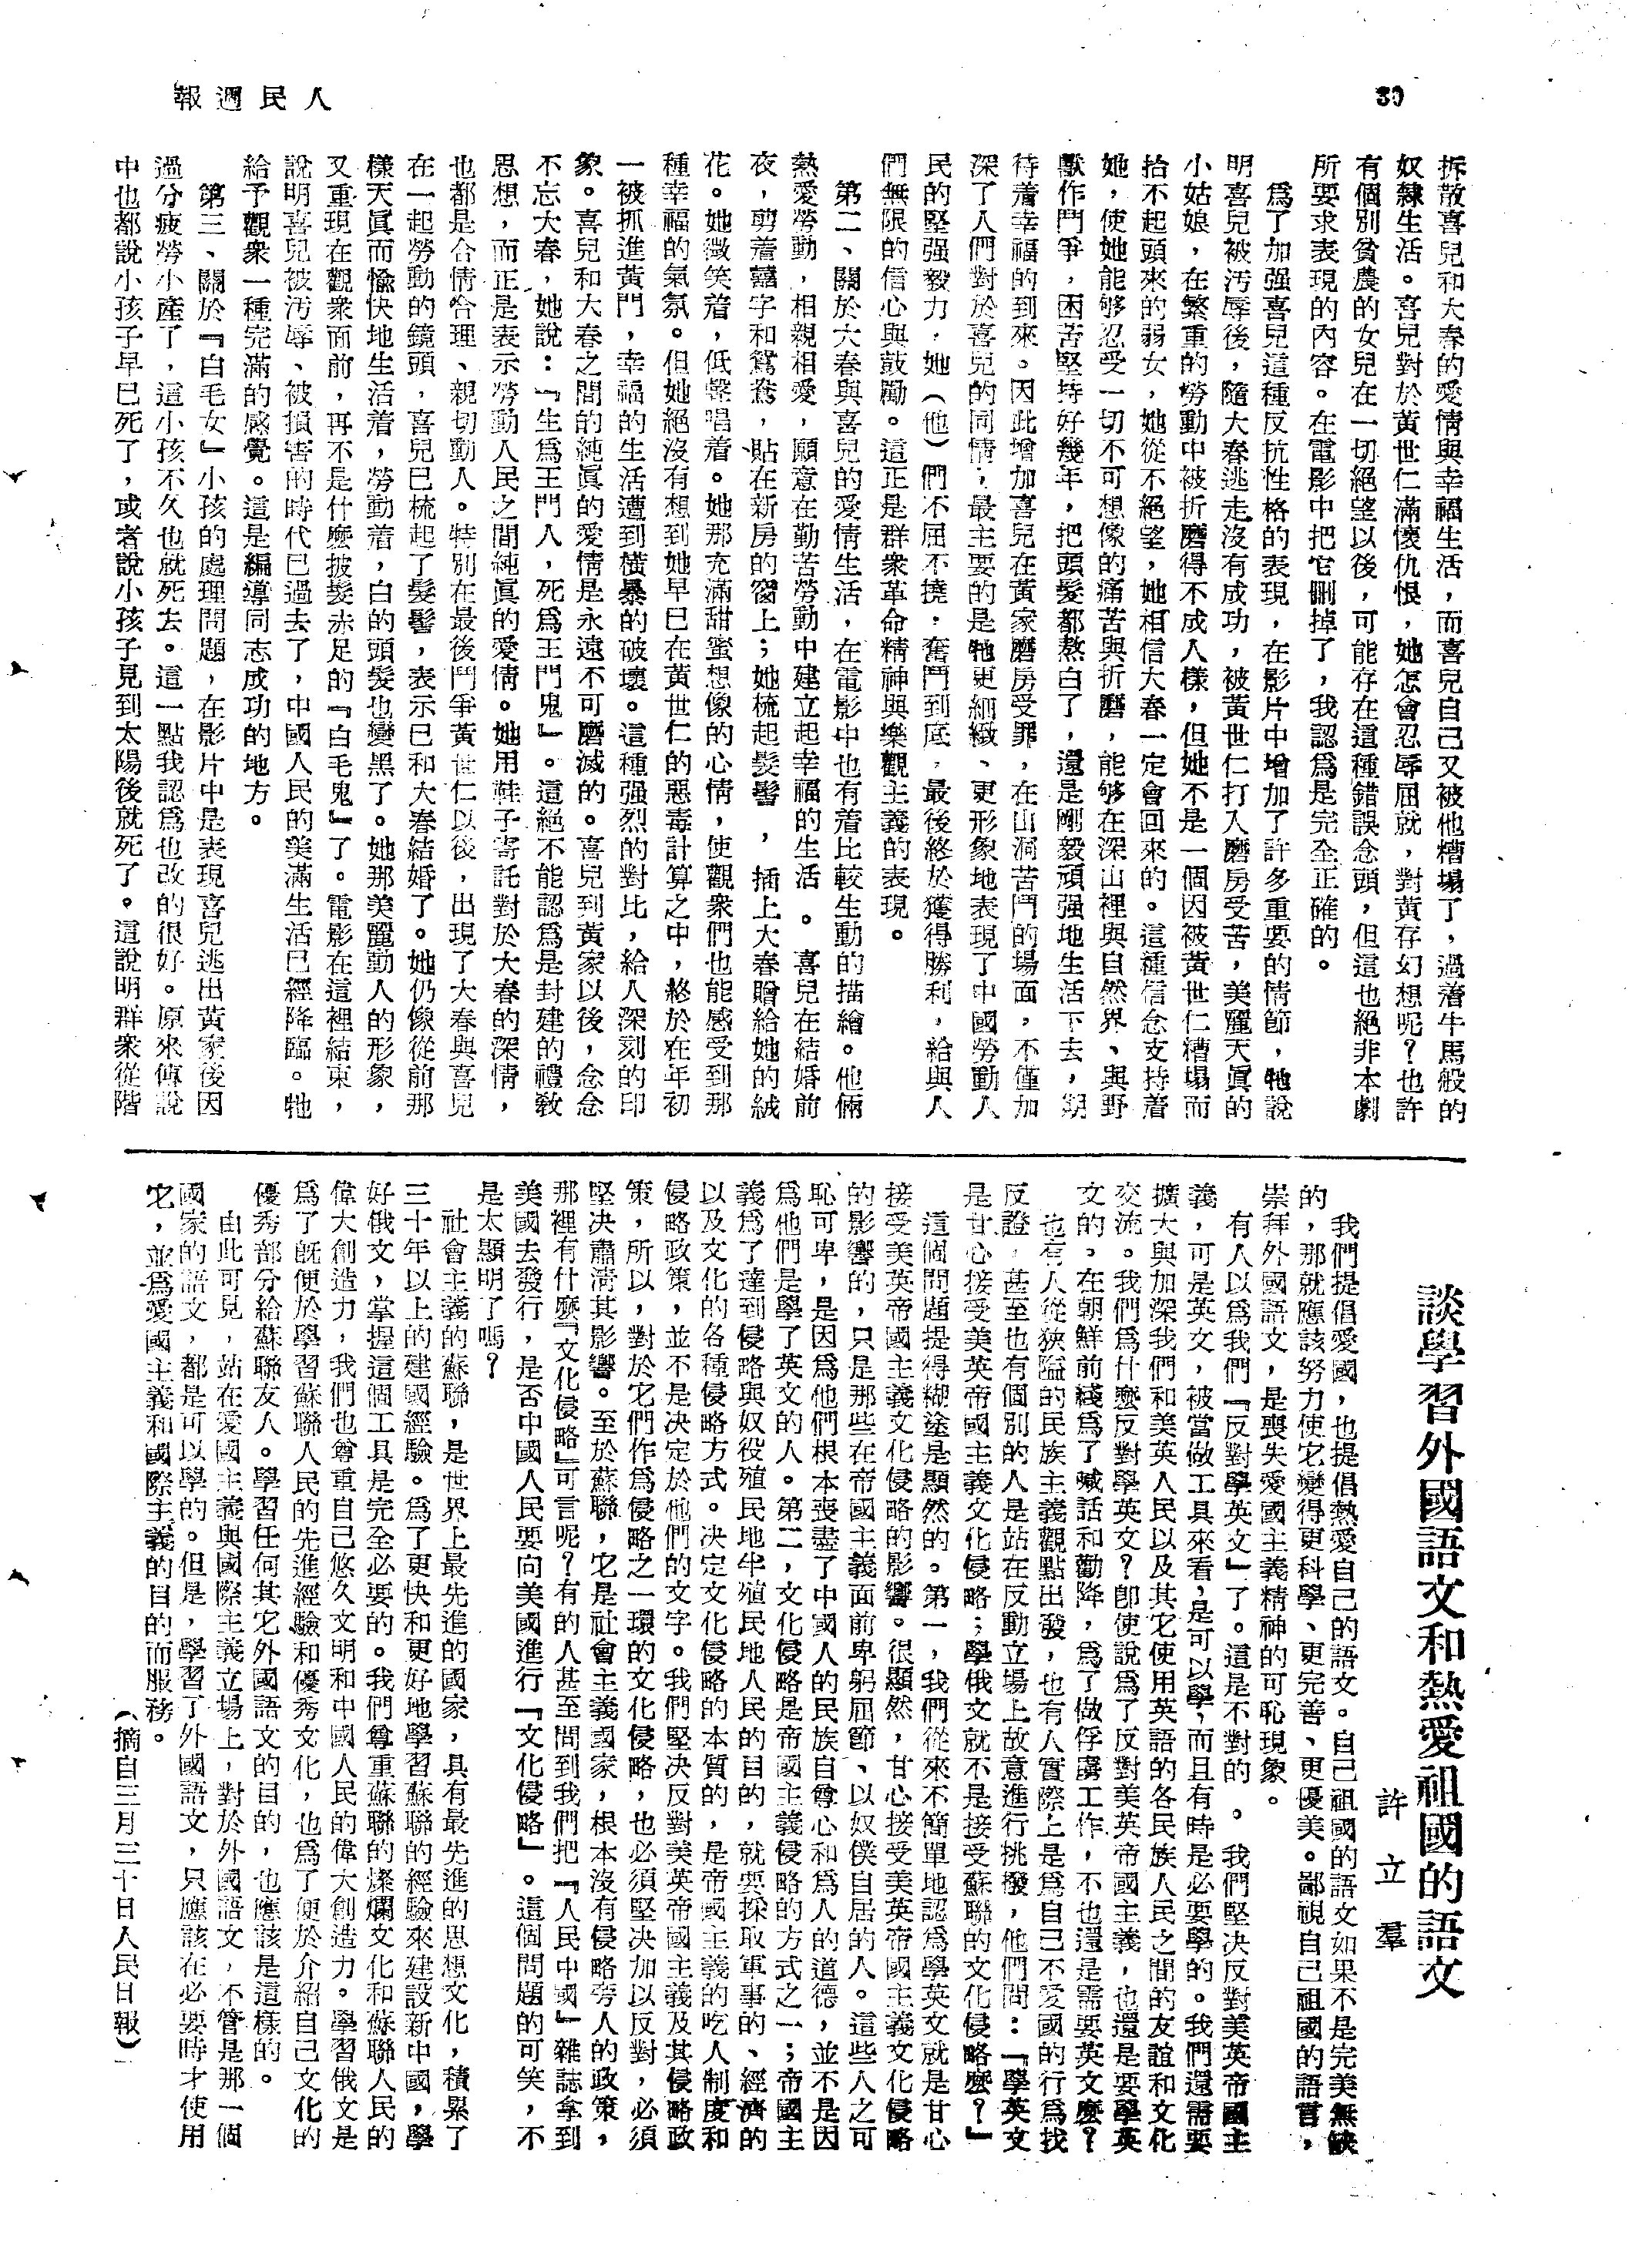 人民週報
30
拆散喜兒和大春的愛情與幸福生活，而喜兒自己又被他糟塲了，過著牛馬般的
奴隸生活。喜兒對於黃世仁滿懷仇恨，她怎會忍辱屈就，對黃存幻想呢？也許
有個別貧農的女兒在一切絕望以後，可能存在這種錯誤念頭，但這也絕非本劇
所要求表現的內容。在電影中把它刪掉了，我認爲是完全正確的。
爲了加强喜兒這種反抗性格的表現，在影片中增加了許多重要的情節，牠說
明喜兒被汚辱後，隨大春逃走沒有成功，被黃世仁打入磨房受苦，美麗天眞的
小姑娘，在繁重的勞動中被折磨得不成人樣，但她不是一個因被黃世仁糟塲而
拾不起頭來的弱女，她從不絕望，她相信大春一定會回來的。這種信念支持着
她，使她能够忍受一切不可想像的痛苦與折磨，能够在深山裡與自然界、與野
獸作鬥爭，困苦堅持好幾年，把頭髮都熬白了，還是剛毅頑强地生活下去，期
待着幸福的到來。因此增加喜兒在黃家磨房受罪，在山洞苦鬥的塲面，不僅加
深了人們對於喜兒的同情；最主要的是牠更細緻、更形象地表現了中國勞動人
民的堅强毅力，她（他）們不屈不撓，奮鬥到底，最後終於獲得勝利，給與人
們無限的信心與鼓勵。這正是群衆革命精神與樂觀主義的表現。
第二、關於大春與喜兒的愛情生活，在電影中也有着比較生動的描繪。他倆
熱愛勞動，相親相愛，願意在勤苦勞動中建立起幸福的生活。喜兒在結婚前
夜，剪着囍字和鴛鴦，貼在新房的窗上；她梳起髮髻，插上大春贈給她的絨
花。她微笑着，低聲唱着。她那充滿甜蜜想像的心情，使觀衆們也能感受到那
種幸福的氣氛。但她絕沒有想到她早已在黃世仁的惡毒計算之中，終於在年初
一被抓進黃門，幸福的生活遭到橫暴的破壞。這種强烈的對比，給人深刻的印
象。喜兒和大春之間的純眞的愛情是永遠不可磨滅的。喜兒到黃家以後，念念
不忘大春，她說：『生爲王門人，死爲王門鬼』。這絕不能認爲是封建的禮敎
思想，而正是表示勞動人民之間純眞的愛情。她用鞋子寄託對於大春的深情，
也都是合情合理、親切動人。特別在最後鬥爭黃世仁以後，出現了大春與喜兒
在一起勞動的鏡頭，喜兒已梳起了髮髻，表示已和大春結婚了。她仍像從前那
樣天眞而愉快地生活着，勞動着，白的頭髮也變黑了。她那美麗動人的形象，
又重現在觀衆面前，再不是什麼披髮赤足的『白毛鬼』了。電影在這裡結束，
說明喜兒被汚辱、被損害的時代已過去了，中國人民的美滿生活已經降臨。牠
給予觀衆一種完滿的感覺。這是編導同志成功的地方。
第三、關於『白毛女』小孩的處理問題，在影片中是表現喜兒逃出黃家後因
過分疲勞小產了，這小孩不久也就死去。這一點我認爲也改的很好。原來傳說
中也都說小孩子早已死了，或者說小孩子見到太陽後就死了。這說明群衆從階
談學習外國語文和熱愛祖國的語文
許立羣
我們提倡愛國，也提倡熱愛自己的語文。自己祖國的語文如果不是完美無缺
的，那就應該努力使它變得更科學、更完善、更優美。鄙視自己祖國的語言，
崇拜外國語文，是喪失愛國主義精神的可恥現象。
有人以爲我們『反對學英文』了。這是不對的。我們堅决反對美英帝國主
義，可是英文，被當做工具來看，是可以學，而且有時是必要學的。我們還需要
擴大與加深我們和美英人民以及其它使用英語的各民族人民之間的友誼和文化
交流。我們爲什麼反對學英文？卽使說爲了反對美英帝國主義，也還是要學英
文的。在朝鮮前綫爲了喊話和勸降，爲了做俘虜工作，不也還是需要英文麼？
也有人從狹隘的民族主義觀點出發，也有人實際上是爲自己不愛國的行爲找
反證，甚至也有個別的人是站在反動立場上故意進行挑撥，他們問：『學英文
是甘心接受美英帝國主義文化侵略；學俄文就不是接受蘇聯的文化侵略麼？』
這個問題提得糊塗是顯然的。第一，我們從來不簡單地認爲學英文就是甘心
接受美英帝國主義文化侵略的影響。很顯然，甘心接受美英帝國主義文化侵略
的影響的，只是那些在帝國主義面前卑躬屈節、以奴僕自居的人。這些人之可
恥可卑，是因爲他們根本喪盡了中國人的民族自尊心和爲人的道德，並不是因
爲他們是學了英文的人。第二，文化侵略是帝國主義侵略的方式之一；帝國主
義爲了達到侵略與奴役殖民地半殖民地人民的目的，就要採取軍事的、經濟的
以及文化的各種侵略方式。决定文化侵略的本質的，是帝國主義的吃人制度和
侵略政策，並不是决定於他們的文字。我們堅决反對美英帝國主義及其侵略政
策，所以，對於它們作爲侵略之一環的文化侵略，也必須堅决加以反對，必須
堅决肅淸其影響。至於蘇聯，它是社會主義國家，根本沒有侵略旁人的政策，
那裡有什麼『文化侵略』可言呢？有的人甚至問到我們把『人民中國』雜誌拿到
美國去發行，是否中國人民要向美國進行『文化侵略』。這個問題的可笑，不
是太顯明了嗎？
社會主義的蘇聯，是世界上最先進的國家，具有最先進的思想文化，積累了
三十年以上的建國經驗。爲了更快和更好地學習蘇聯的經驗來建設新中國，學
好俄文，掌握這個工具是完全必要的。我們尊重蘇聯的燦爛文化和蘇聯人民的
偉大創造力，我們也尊重自己悠久文明和中國人民的偉大創造力。學習俄文是
爲了旣便於學習蘇聯人民的先進經驗和優秀文化，也爲了便於介紹自己文化的
優秀部分給蘇聯友人。學習任何其它外國語文的目的，也應該是這樣的。
由此可見，站在愛國主義與國際主義立場上，對於外國語文，不管是那一個
國家的語文，都是可以學的。但是，學習了外國語文，只應該在必要時才使用
它，並爲愛國主義和國際主義的目的而服務。
（摘自三月三十日人民日報）